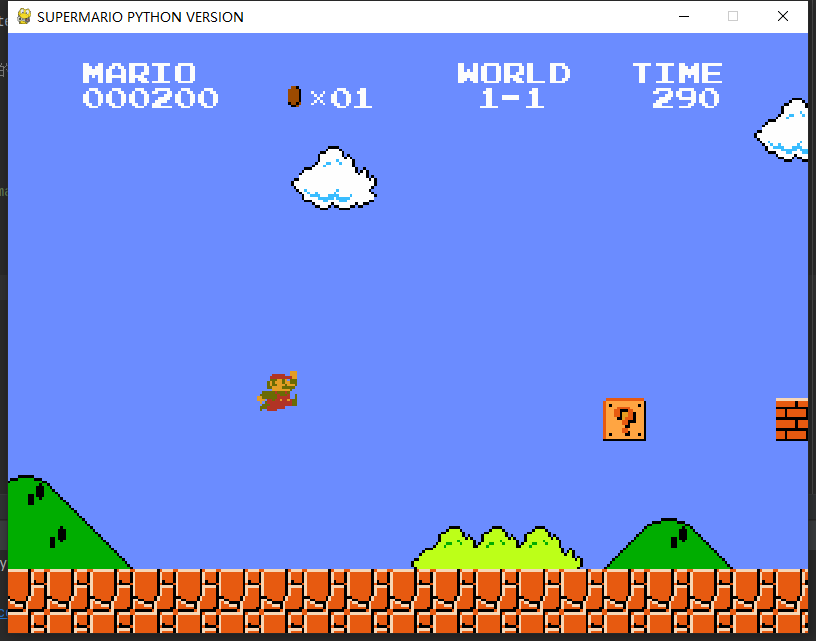 SUPERMARIO PYTHON VERSION
MARIO WORLD TIME
000200 ×01 1-1 290
?